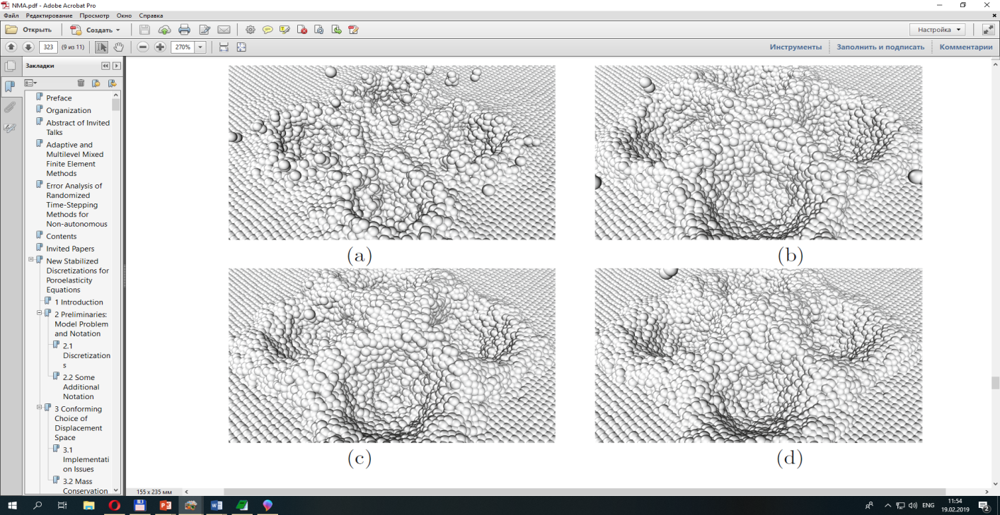 NMA.pdf - Adobe Acrobat Pro
Файл Редактирование Просмотр Окно Справка
Открыть Создать
Настройка
323 (9 из 11) 270%
Инструменты Заполнить и подписать Комментарии
Закладки
Preface
Organization
Abstract of Invited
Talks
Adaptive and
Multilevel Mixed
Finite Element
Methods
Error Analysis of
Randomized
Time-Stepping
Methods for
Non-autonomous
Contents
Invited Papers
New Stabilized
Discretizations for
Poroelasticity
Equations
1 Introduction
2 Preliminaries:
Model Problem
and Notation
2.1
Discretization
s
2.2 Some
Additional
Notation
3 Conforming
Choice of
Displacement
Space
3.1
Implementati
on Issues
3.2 Mass
Conservation
(a)
(b)
(c)
(d)
155 x 235 мм
ENG
11:54
19.02.2019
2